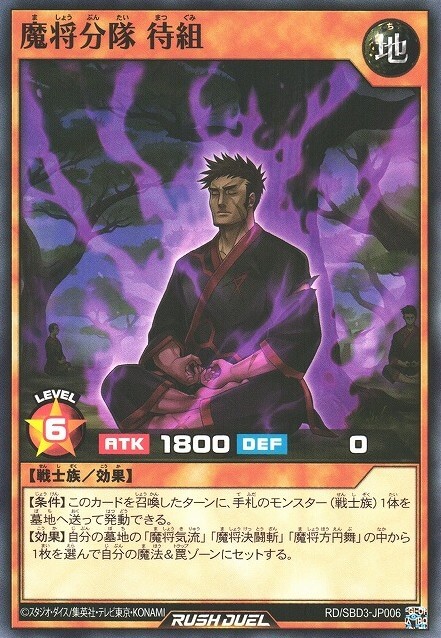 魔将分隊 待組
地
LEVEL
6
ATK 1800 DEF 0
【戦士族/効果】
【条件】このカードを召喚したターンに、手札のモンスター(戦士族)1体を
墓地へ送って発動できる。
【効果】自分の墓地の「魔将気流」「魔将決闘斬」「魔将方円舞」の中から
1枚を選んで自分の魔法&罠ゾーンにセットする。
©スタジオ・ダイス/集英社・テレビ東京・KONAMI
RUSH DUEL
RD/SBD3-JP006